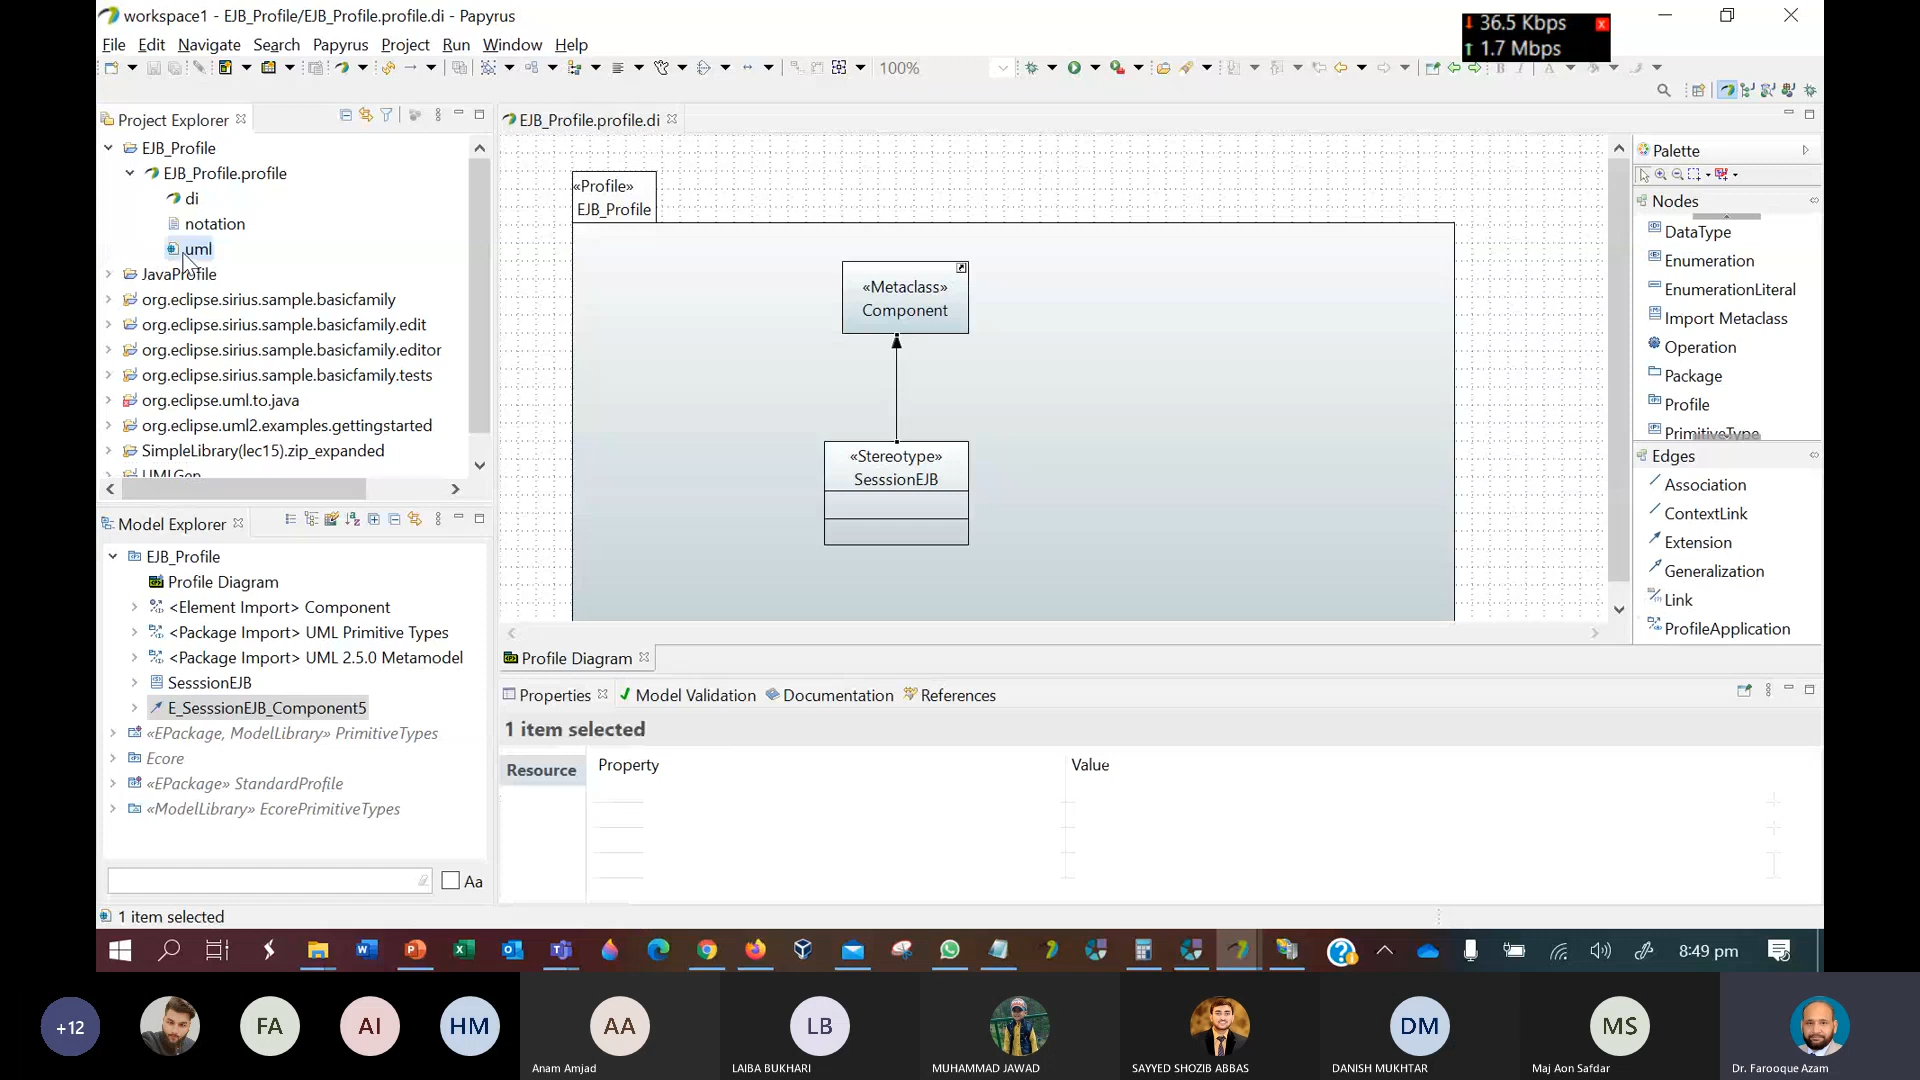 workspace1 - EJB_Profile/EJB_Profile.profile.di - Papyrus
36.5 Kbps
1.7 Mbps
File Edit Navigate Search Papyrus Project Run Window Help
100%
Project Explorer
EJB_Profile
EJB_Profile.profile
di
notation
uml
JavaProfile
org.eclipse.sirius.sample.basicfamily
org.eclipse.sirius.sample.basicfamily.edit
org.eclipse.sirius.sample.basicfamily.editor
org.eclipse.sirius.sample.basicfamily.tests
org.eclipse.uml.to.java
org.eclipse.uml2.examples.gettingstarted
SimpleLibrary(lec15).zip_expanded
UMLGen
EJB_Profile.profile.di
«Profile»
EJB_Profile
«Metaclass»
Component
«Stereotype»
SesssionEJB
Palette
Nodes
DataType
Enumeration
EnumerationLiteral
Import Metaclass
Operation
Package
Profile
PrimitiveType
Edges
Association
ContextLink
Extension
Generalization
Link
ProfileApplication
Model Explorer
EJB_Profile
Profile Diagram
<Element Import> Component
<Package Import> UML Primitive Types
<Package Import> UML 2.5.0 Metamodel
SesssionEJB
E_SesssionEJB_Component5
«EPackage, ModelLibrary» PrimitiveTypes
Ecore
«EPackage» StandardProfile
«ModelLibrary» EcorePrimitiveTypes
Aa
Profile Diagram
Properties Model Validation Documentation References
1 item selected
Resource
Property Value
1 item selected
8:49 pm
+12
FA
AI
HM
AA
LB
DM
MS
Anam Amjad
LAIBA BUKHARI
MUHAMMAD JAWAD
SAYYED SHOZIB ABBAS
DANISH MUKHTAR
Maj Aon Safdar
Dr. Farooque Azam